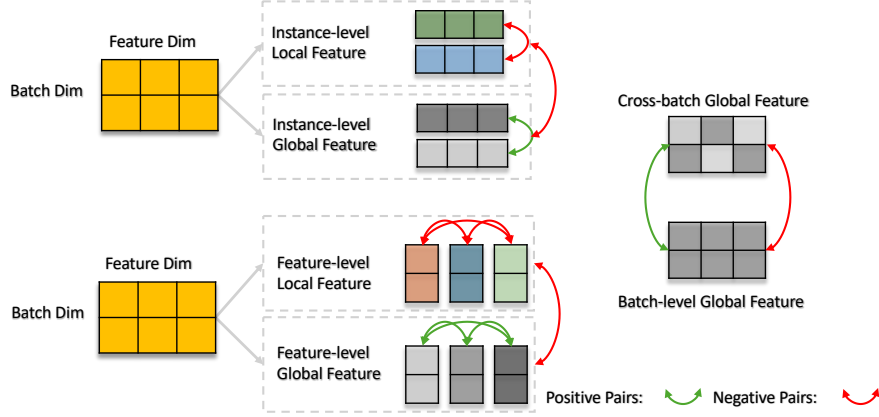 Feature Dim
Batch Dim
Instance-level
Local Feature
Instance-level
Global Feature
Cross-batch Global Feature
Batch-level Global Feature
Feature Dim
Batch Dim
Feature-level
Local Feature
Feature-level
Global Feature
Positive Pairs:
Negative Pairs: